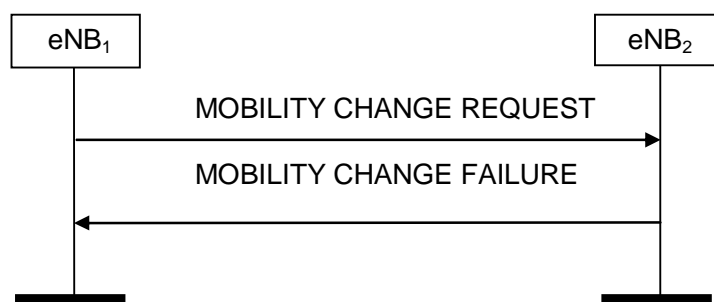 eNB₁
eNB₂
MOBILITY CHANGE REQUEST
MOBILITY CHANGE FAILURE